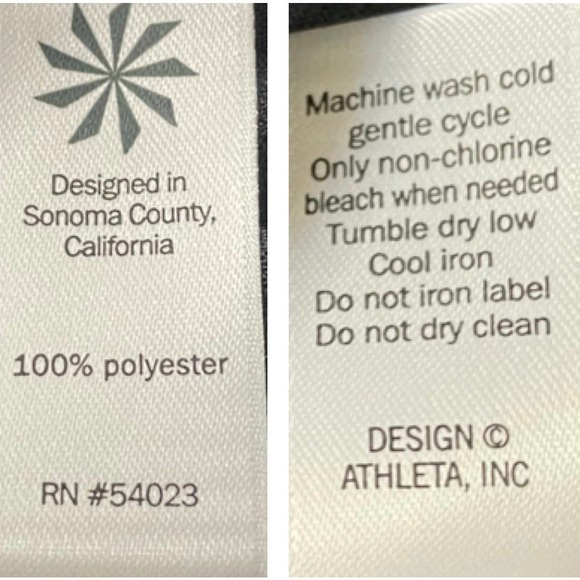 Designed in
Sonoma County,
California
100% polyester
RN #54023
Machine wash cold
gentle cycle
Only non-chlorine
bleach when needed
Tumble dry low
Cool iron
Do not iron label
Do not dry clean
DESIGN ©
ATHLETA, INC